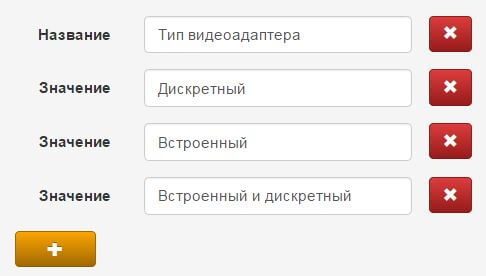 Название Тип видеоадаптера
Значение Дискретный
Значение Встроенный
Значение Встроенный и дискретный